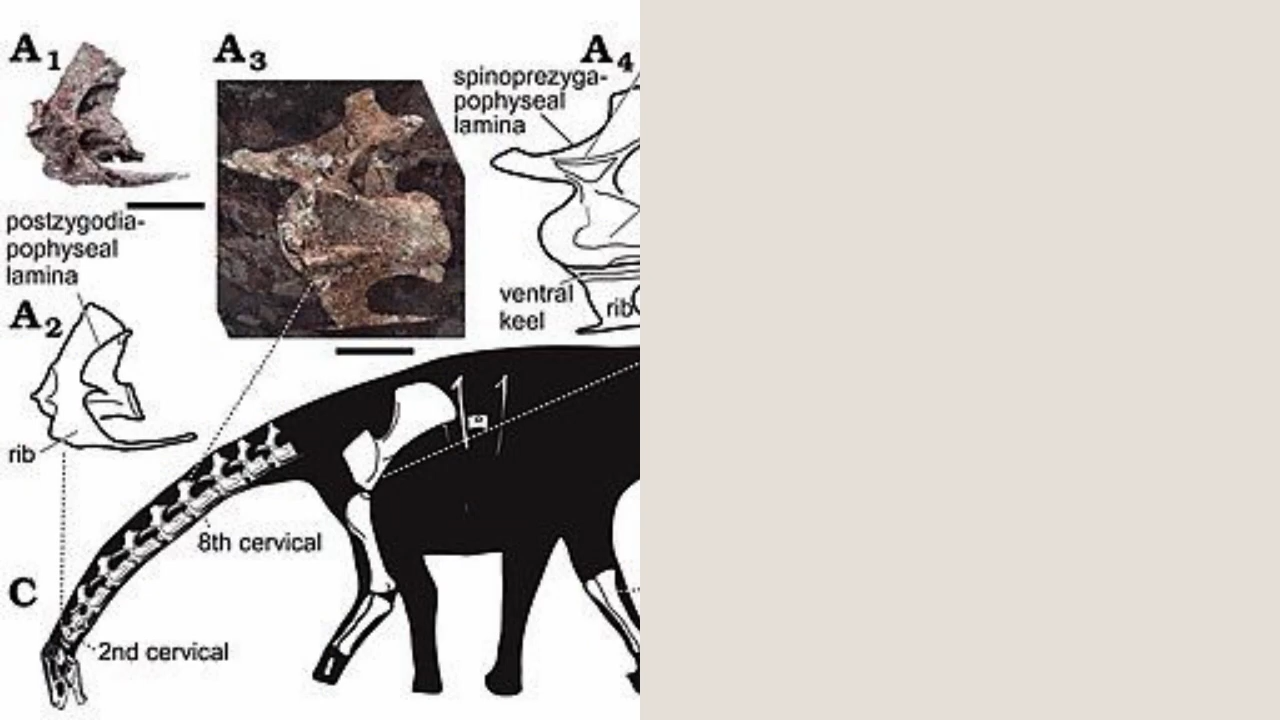 A1
A3
A4
spinoprezyga-
pophyseal
lamina
postzygodia-
pophyseal
lamina
ventral
keel
rib
A2
rib
8th cervical
C
2nd cervical